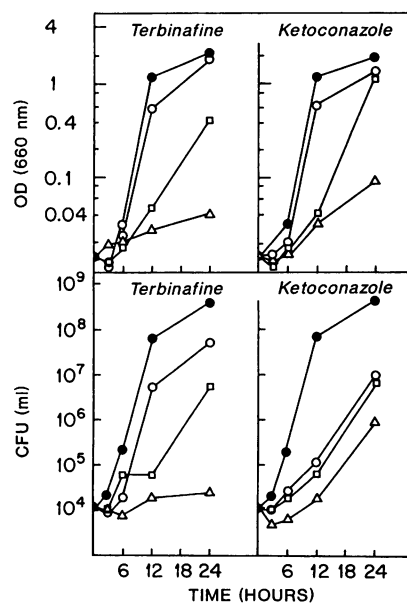 Terbinafine Ketoconazole
4
1
0.4
0.1
0.04
OD (660 nm)
Terbinafine Ketoconazole
10⁹
10⁸
10⁷
10⁶
10⁵
10⁴
CFU (ml)
6 12 18 24 6 12 18 24
TIME (HOURS)